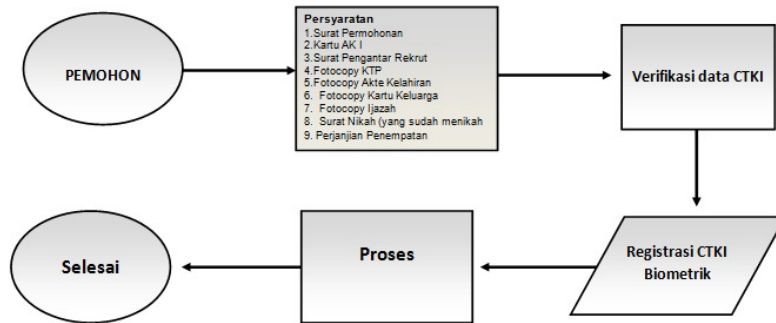 PEMOHON
Persyaratan
1.Surat Permohonan
2.Kartu AK I
3.Surat Pengantar Rekrut
4.Fotocopy KTP
5.Fotocopy Akte Kelahiran
6. Fotocopy Kartu Keluarga
7. Fotocopy Ijazah
8. Surat Nikah (yang sudah menikah
9. Perjanjian Penempatan
Verifikasi data CTKI
Registrasi CTKI
Biometrik
Proses
Selesai